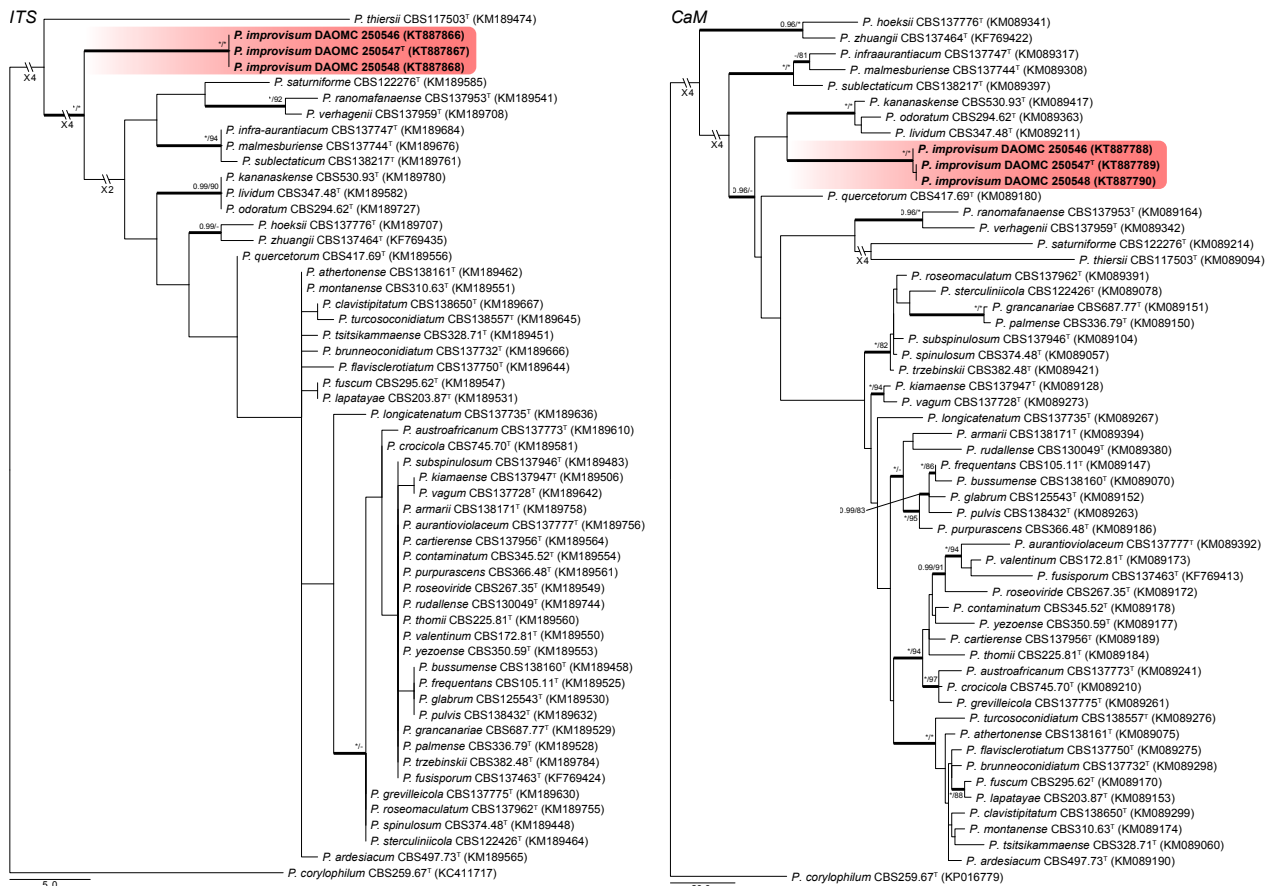 ITS
P. thiersii CBS117503T (KM189474)
P. improvisum DAOMC 250546 (KT887866)
*/*
P. improvisum DAOMC 250547T (KT887867)
P. improvisum DAOMC 250548 (KT887868)
X4
P. saturniforme CBS122276T (KM189585)
*/92
P. ranomafanaense CBS137953T (KM189541)
P. verhagenii CBS137959T (KM189708)
*/*
X4
P. infra-aurantiacum CBS137747T (KM189684)
*/94
P. malmesburiense CBS137744T (KM189676)
P. sublectaticum CBS138217T (KM189761)
X2
P. kananaskense CBS530.93T (KM189780)
0.99/90
P. lividum CBS347.48T (KM189582)
P. odoratum CBS294.62T (KM189727)
P. hoeksii CBS137776T (KM189707)
0.99/-
P. zhuangii CBS137464T (KF769435)
P. quercetorum CBS417.69T (KM189556)
P. athertonense CBS138161T (KM189462)
P. montanense CBS310.63T (KM189551)
P. clavistipitatum CBS138650T (KM189667)
P. turcosoconidiatum CBS138557T (KM189645)
P. tsitsikammaense CBS328.71T (KM189451)
P. brunneoconidiatum CBS137732T (KM189666)
P. flavisclerotiatum CBS137750T (KM189644)
P. fuscum CBS295.62T (KM189547)
P. lapatayae CBS203.87T (KM189531)
P. longicatenatum CBS137735T (KM189636)
P. austroafricanum CBS137773T (KM189610)
P. crocicola CBS745.70T (KM189581)
P. subspinulosum CBS137946T (KM189483)
P. kiamaense CBS137947T (KM189506)
P. vagum CBS137728T (KM189642)
P. armarii CBS138171T (KM189758)
P. aurantioviolaceum CBS137777T (KM189756)
P. cartierense CBS137956T (KM189564)
P. contaminatum CBS345.52T (KM189554)
P. purpurascens CBS366.48T (KM189561)
P. roseoviride CBS267.35T (KM189549)
P. rudallense CBS130049T (KM189744)
P. thomii CBS225.81T (KM189560)
P. valentinum CBS172.81T (KM189550)
P. yezoense CBS350.59T (KM189553)
P. bussumense CBS138160T (KM189458)
P. frequentans CBS105.11T (KM189525)
P. glabrum CBS125543T (KM189530)
P. pulvis CBS138432T (KM189632)
P. grancanariae CBS687.77T (KM189529)
P. palmense CBS336.79T (KM189528)
*/-
P. trzebinskii CBS382.48T (KM189784)
P. fusisporum CBS137463T (KF769424)
P. grevilleicola CBS137775T (KM189630)
P. roseomaculatum CBS137962T (KM189755)
P. spinulosum CBS374.48T (KM189448)
P. sterculiniicola CBS122426T (KM189464)
P. ardesiacum CBS497.73T (KM189565)
P. corylophilum CBS259.67T (KC411717)
5.0
CaM
0.96/*
P. hoeksii CBS137776T (KM089341)
P. zhuangii CBS137464T (KF769422)
P. infraaurantiacum CBS137747T (KM089317)
-/81
P. malmesburiense CBS137744T (KM089308)
*/*
P. sublectaticum CBS138217T (KM089397)
X4
P. kananaskense CBS530.93T (KM089417)
*/*
P. odoratum CBS294.62T (KM089363)
P. lividum CBS347.48T (KM089211)
X4
P. improvisum DAOMC 250546 (KT887788)
*/*
P. improvisum DAOMC 250547T (KT887789)
P. improvisum DAOMC 250548 (KT887790)
0.96/-
P. quercetorum CBS417.69T (KM089180)
0.96/*
P. ranomafanaense CBS137953T (KM089164)
P. verhagenii CBS137959T (KM089342)
P. saturniforme CBS122276T (KM089214)
X4
P. thiersii CBS117503T (KM089094)
P. roseomaculatum CBS137962T (KM089391)
P. sterculiniicola CBS122426T (KM089078)
*/*
P. grancanariae CBS687.77T (KM089151)
P. palmense CBS336.79T (KM089150)
P. subspinulosum CBS137946T (KM089104)
*/82
P. spinulosum CBS374.48T (KM089057)
P. trzebinskii CBS382.48T (KM089421)
*/94
P. kiamaense CBS137947T (KM089128)
P. vagum CBS137728T (KM089273)
P. longicatenatum CBS137735T (KM089267)
P. armarii CBS138171T (KM089394)
P. rudallense CBS130049T (KM089380)
*/-
*/86
P. frequentans CBS105.11T (KM089147)
P. bussumense CBS138160T (KM089070)
P. glabrum CBS125543T (KM089152)
0.99/83
P. pulvis CBS138432T (KM089263)
*/95
P. purpurascens CBS366.48T (KM089186)
P. aurantioviolaceum CBS137777T (KM089392)
*/94
P. valentinum CBS172.81T (KM089173)
0.99/91
P. fusisporum CBS137463T (KF769413)
P. roseoviride CBS267.35T (KM089172)
P. contaminatum CBS345.52T (KM089178)
P. yezoense CBS350.59T (KM089177)
P. cartierense CBS137956T (KM089189)
*/94
P. thomii CBS225.81T (KM089184)
P. austroafricanum CBS137773T (KM089241)
*/97
P. crocicola CBS745.70T (KM089210)
P. grevilleicola CBS137775T (KM089261)
P. turcosoconidiatum CBS138557T (KM089276)
*/*
P. athertonense CBS138161T (KM089075)
P. flavisclerotiatum CBS137750T (KM089275)
P. brunneoconidiatum CBS137732T (KM089298)
P. fuscum CBS295.62T (KM089170)
*/88
P. lapatayae CBS203.87T (KM089153)
P. clavistipitatum CBS138650T (KM089299)
P. montanense CBS310.63T (KM089174)
P. tsitsikammaense CBS328.71T (KM089060)
P. ardesiacum CBS497.73T (KM089190)
P. corylophilum CBS259.67T (KP016779)